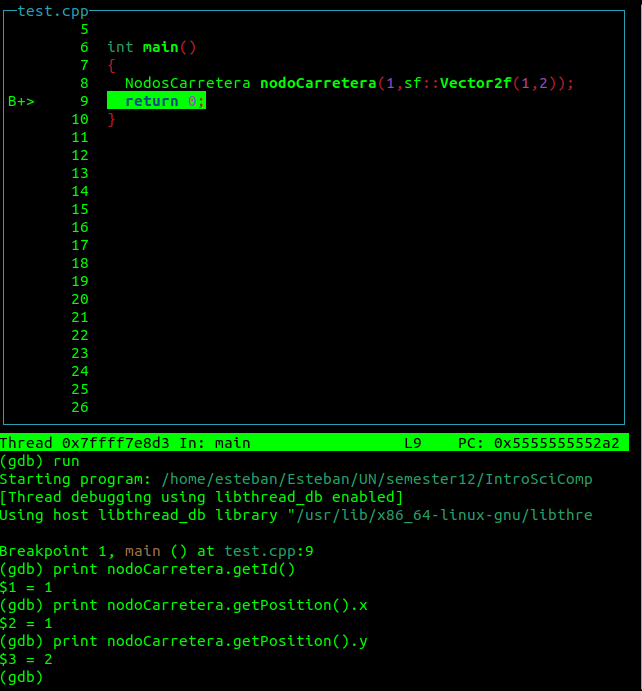 test.cpp
5
6 int main()
7 {
8 NodosCarretera nodoCarretera(1,sf::Vector2f(1,2));
B+> 9 return 0;
10 }
11
12
13
14
15
16
17
18
19
20
21
22
23
24
25
26
Thread 0x7ffff7e8d3 In: main L9 PC: 0x5555555552a2
(gdb) run
Starting program: /home/esteban/Esteban/UN/semester12/IntroSciComp
[Thread debugging using libthread_db enabled]
Using host libthread_db library "/usr/lib/x86_64-linux-gnu/libthre
Breakpoint 1, main () at test.cpp:9
(gdb) print nodoCarretera.getId()
$1 = 1
(gdb) print nodoCarretera.getPosition().x
$2 = 1
(gdb) print nodoCarretera.getPosition().y
$3 = 2
(gdb)